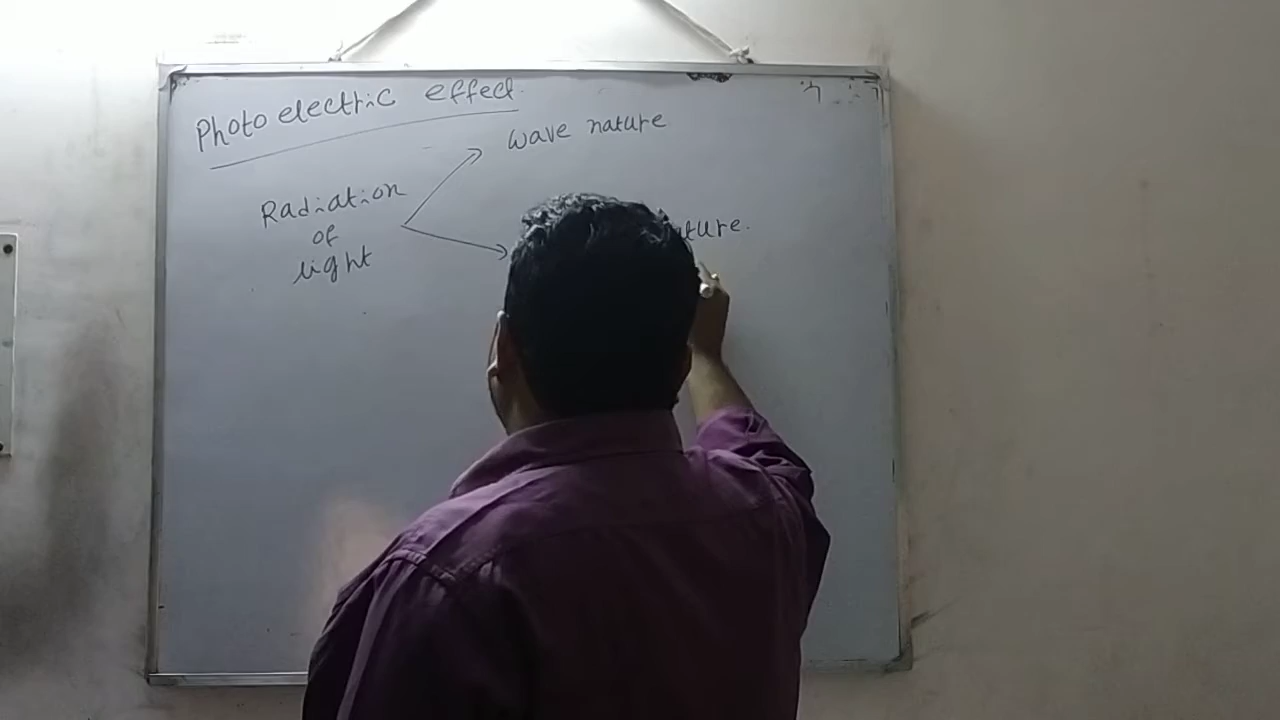 Photo electric effect.
wave nature
Radiation
of
light